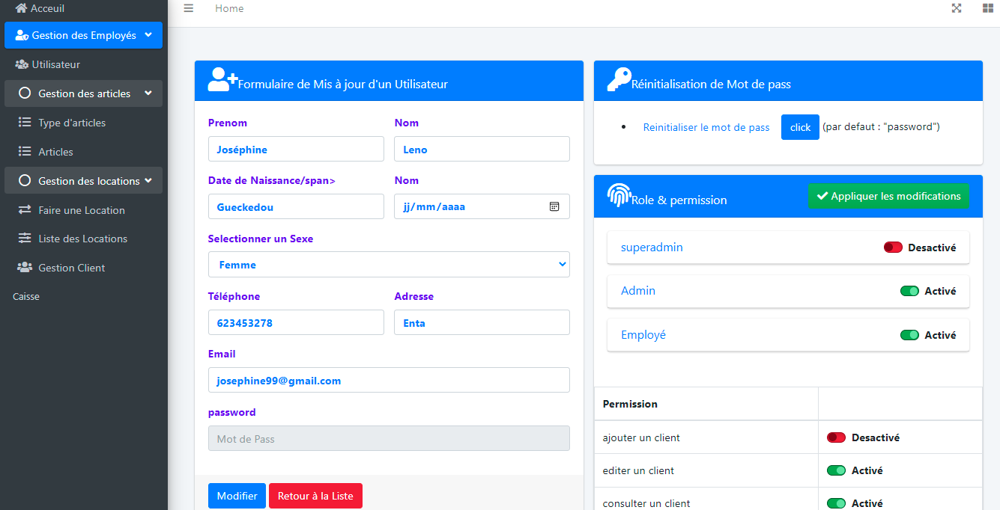 Acceuil
Gestion des Employés
Utilisateur
Gestion des articles
Type d'articles
Articles
Gestion des locations
Faire une Location
Liste des Locations
Gestion Client
Caisse
Home
Formulaire de Mis à jour d'un Utilisateur
Prenom Nom
Joséphine Leno
Date de Naissance/span> Nom
Gueckedou jj/mm/aaaa
Selectionner un Sexe
Femme
Téléphone Adresse
623453278 Enta
Email
josephine99@gmail.com
password
Mot de Pass
Modifier Retour à la Liste
Réinitialisation de Mot de pass
Reinitialiser le mot de pass click (par defaut : "password")
Role & permission Appliquer les modifications
superadmin Desactivé
Admin Activé
Employé Activé
Permission
ajouter un client Desactivé
editer un client Activé
consulter un client Activé